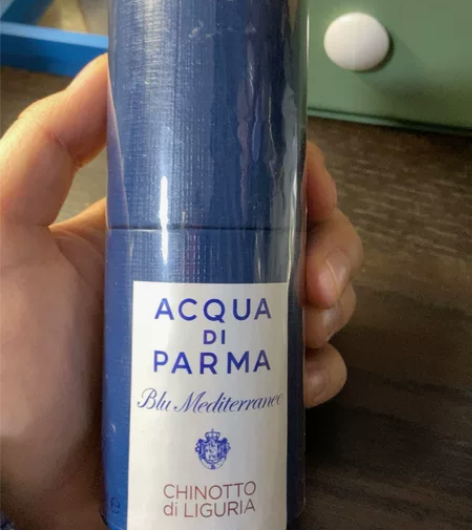 ACQUA
DI
PARMA
Blu Mediterraneo
CHINOTTO
di LIGURIA